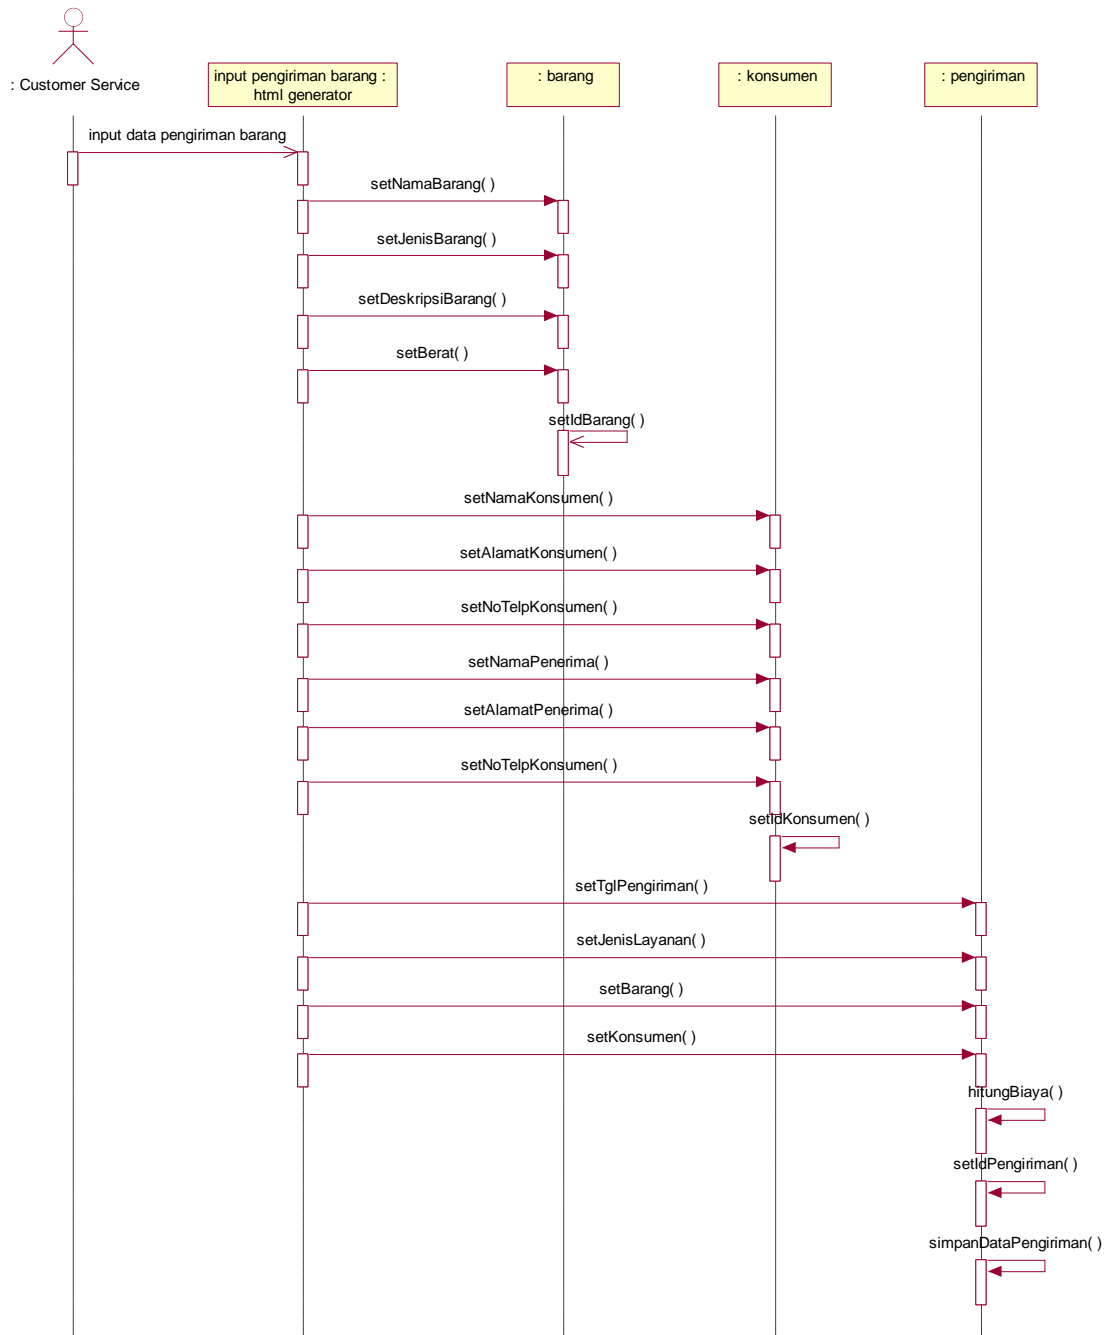 : Customer Service
input pengiriman barang :
html generator
: barang
: konsumen
: pengiriman
input data pengiriman barang
setNamaBarang( )
setJenisBarang( )
setDeskripsiBarang( )
setBerat( )
setIdBarang( )
setNamaKonsumen( )
setAlamatKonsumen( )
setNoTelpKonsumen( )
setNamaPenerima( )
setAlamatPenerima( )
setNoTelpKonsumen( )
setIdKonsumen( )
setTglPengiriman( )
setJenisLayanan( )
setBarang( )
setKonsumen( )
hitungBiaya( )
setIdPengiriman( )
simpanDataPengiriman( )